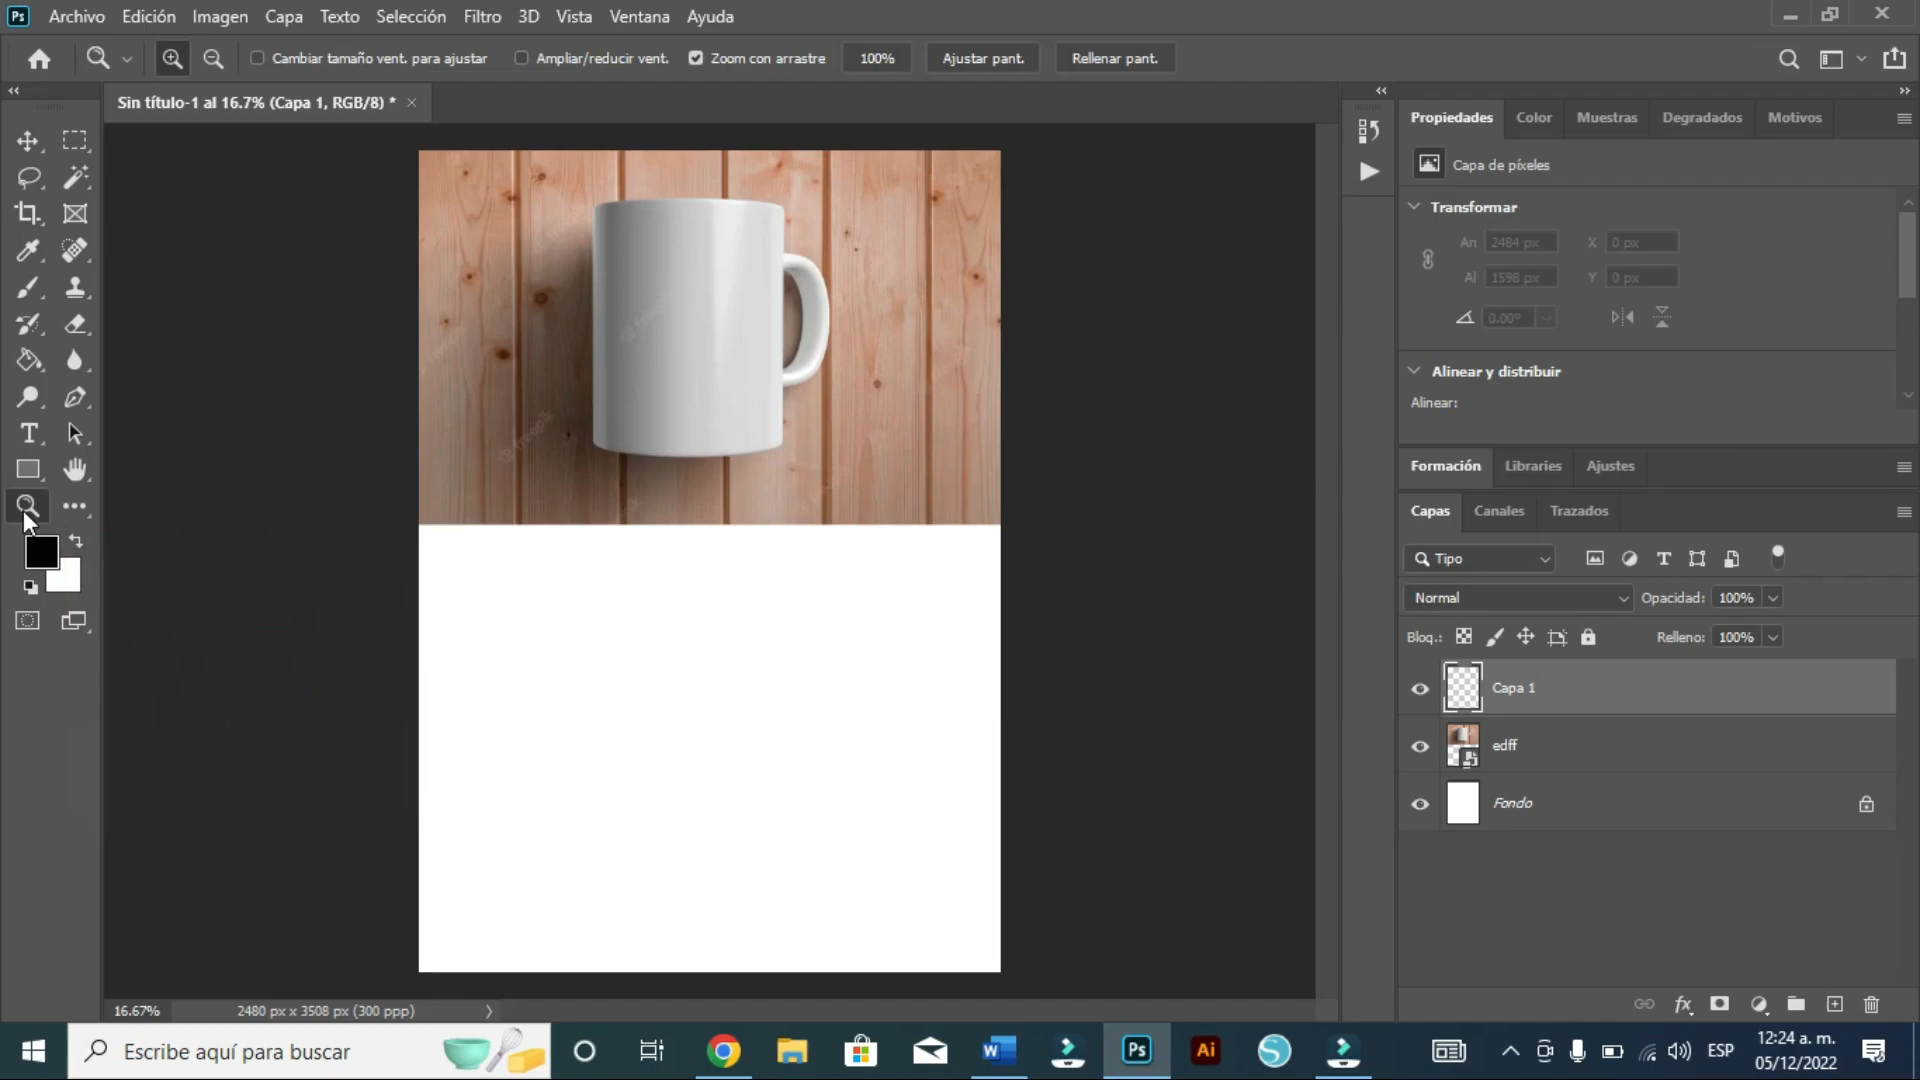 Ps Archivo Edición Imagen Capa Texto Selección Filtro 3D Vista Ventana Ayuda
Cambiar tamaño vent. para ajustar Ampliar/reducir vent. Zoom con arrastre 100% Ajustar pant. Rellenar pant.
Sin título-1 al 16.7% (Capa 1, RGB/8) * ×
Propiedades Color Muestras Degradados Motivos
Capa de píxeles
Transformar
An 2484 px X 0 px
Al 1598 px Y 0 px
0.00°
Alinear y distribuir
Alinear:
Formación Libraries Ajustes
Capas Canales Trazados
Tipo
Normal Opacidad: 100%
Bloq.: Relleno: 100%
Capa 1
edff
Fondo
16.67% 2480 px x 3508 px (300 ppp)
fx
Escribe aquí para buscar
W Ps Ai S
ESP
12:24 a. m.
05/12/2022